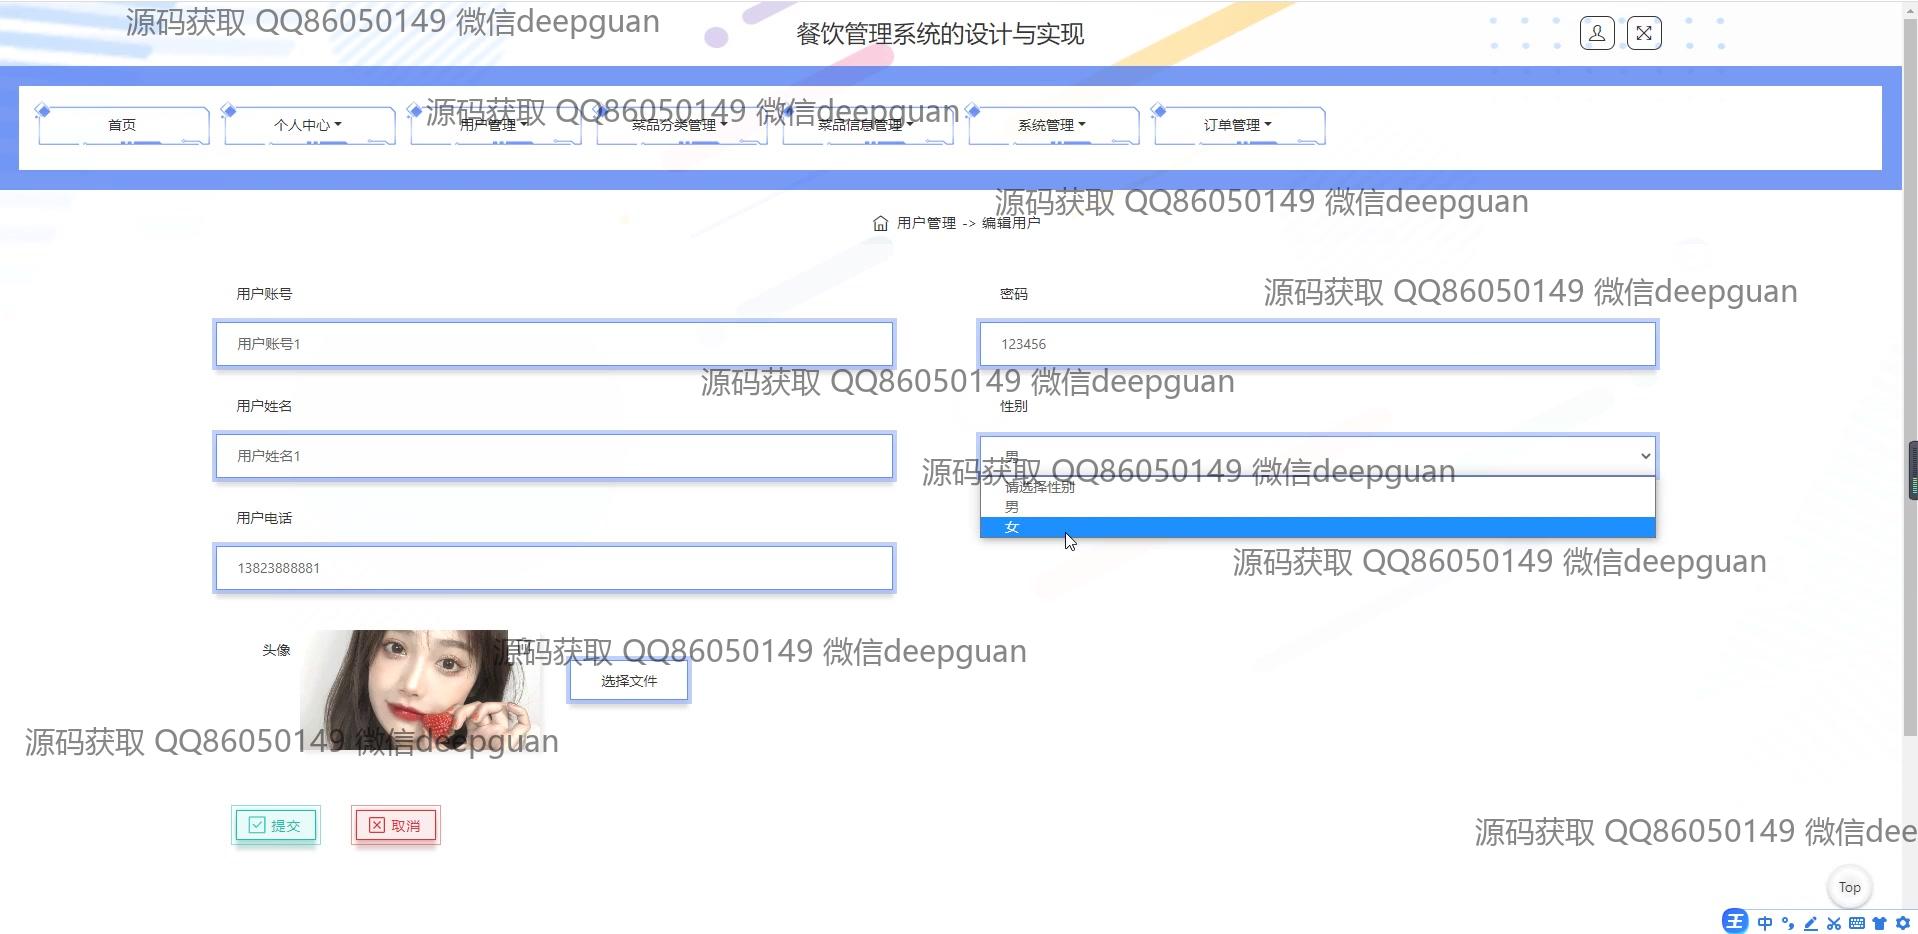 源码获取 QQ86050149 微信deepguan
餐饮管理系统的设计与实现
源码获取 QQ86050149 微信deepguan
首页
个人中心
用户管理
菜品分类管理
菜品信息管理
系统管理
订单管理
源码获取 QQ86050149 微信deepguan
用户管理 -> 编辑用户
源码获取 QQ86050149 微信deepguan
用户账号
密码
用户账号1
123456
源码获取 QQ86050149 微信deepguan
用户姓名
性别
用户姓名1
男
源码获取 QQ86050149 微信deepguan
请选择性别
男
女
用户电话
源码获取 QQ86050149 微信deepguan
13823888881
头像
源码获取 QQ86050149 微信deepguan
选择文件
源码获取 QQ86050149 微信deepguan
提交
取消
源码获取 QQ86050149 微信dee
Top
王 中